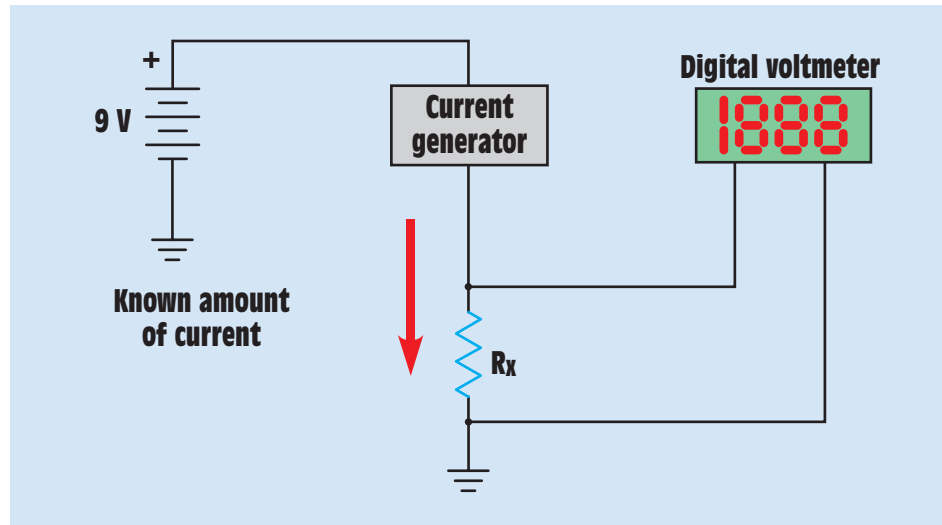 +
9 V
Current
generator
Digital voltmeter
1888
Known amount
of current
Rx